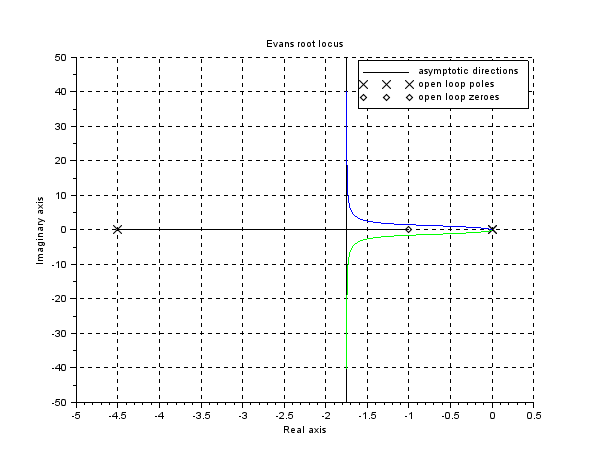 Evans root locus
asymptotic directions
open loop poles
open loop zeroes
50
40
30
20
10
0
-10
-20
-30
-40
-50
Imaginary axis
-5 -4.5 -4 -3.5 -3 -2.5 -2 -1.5 -1 -0.5 0 0.5
Real axis